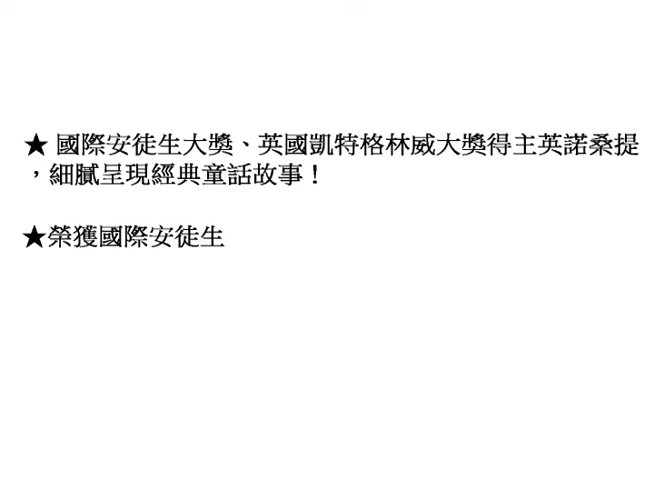 ★ 國際安徒生大獎、英國凱特格林威大獎得主英諾桑提
，細膩呈現經典童話故事！
★榮獲國際安徒生